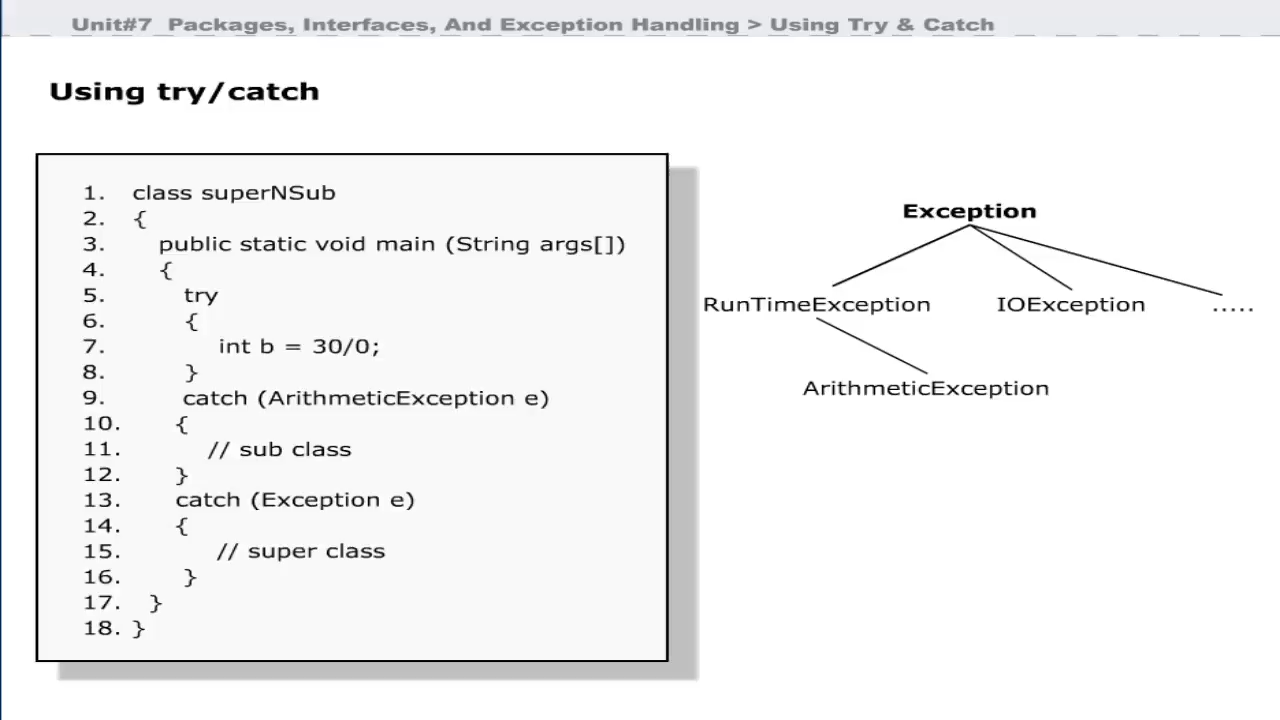 Unit#7 Packages, Interfaces, And Exception Handling > Using Try & Catch
Using try/catch
1. class superNSub
2. {
3. public static void main (String args[])
4. {
5. try
6. {
7. int b = 30/0;
8. }
9. catch (ArithmeticException e)
10. {
11. // sub class
12. }
13. catch (Exception e)
14. {
15. // super class
16. }
17. }
18. }
Exception
RunTimeException IOException .....
ArithmeticException